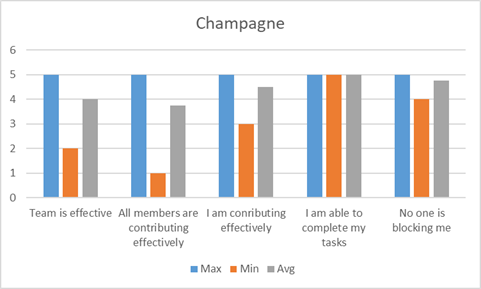 Champagne
6
5
4
3
2
1
0
Team is effective
All members are
contributing
effectively
I am conributing
effectively
I am able to
complete my
tasks
No one is
blocking me
Max Min Avg